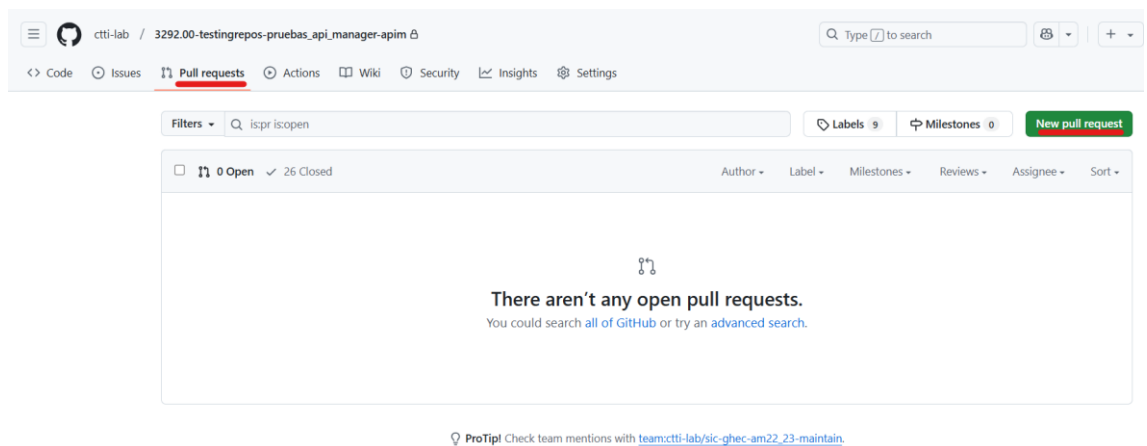 ctti-lab / 3292.00-testingrepos-pruebas_api_manager-apim
Type / to search
Code Issues Pull requests Actions Wiki Security Insights Settings
Filters is:pr is:open Labels 9 Milestones 0 New pull request
0 Open 26 Closed Author Label Milestones Reviews Assignee Sort
There aren’t any open pull requests.
You could search all of GitHub or try an advanced search.
ProTip! Check team mentions with team:ctti-lab/sic-ghec-am22_23-maintain.